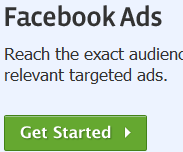 Facebook Ads
Reach the exact audienc
relevant targeted ads.
Get Started